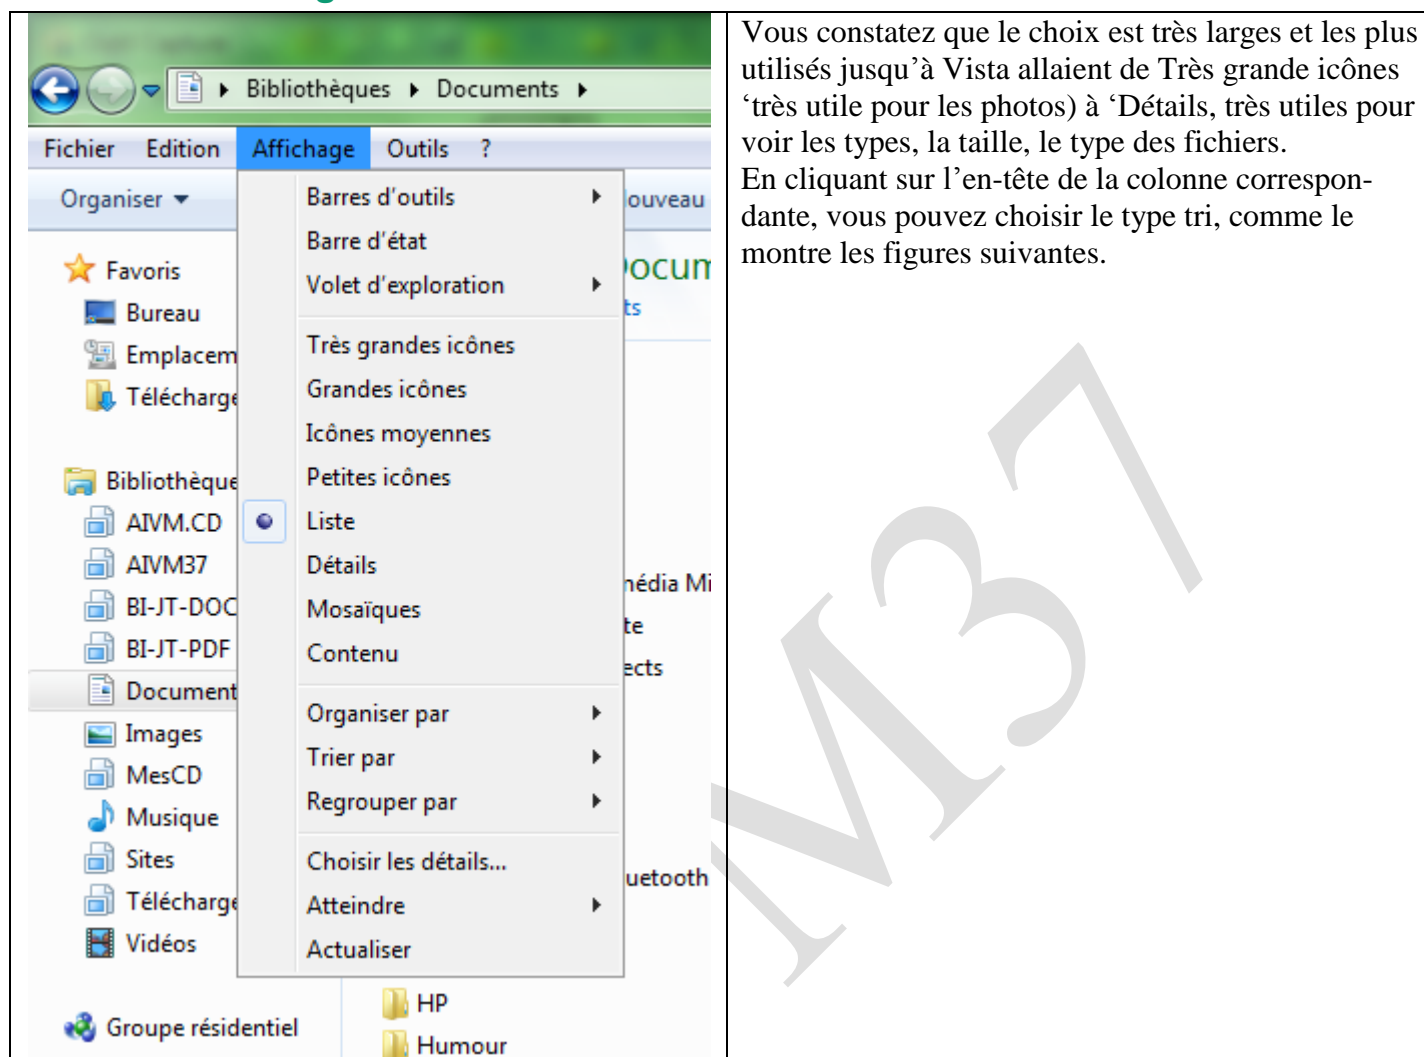 Vous constatez que le choix est très larges et les plus
utilisés jusqu’à Vista allaient de Très grande icônes
‘très utile pour les photos) à ‘Détails, très utiles pour
voir les types, la taille, le type des fichiers.
En cliquant sur l’en-tête de la colonne correspon-
dante, vous pouvez choisir le type tri, comme le
montre les figures suivantes.
Bibliothèques Documents
Fichier Edition Affichage Outils ?
Organiser
ouveau
Barres d’outils
Barre d’état
Volet d’exploration
Très grandes icônes
Grandes icônes
Icônes moyennes
Petites icônes
Liste
Détails
Mosaïques
Contenu
Organiser par
Trier par
Regrouper par
Choisir les détails...
Atteindre
Actualiser
Favoris
Bureau
Emplacem
Télécharge
Bibliothèque
AIVM.CD
AIVM37
BI-JT-DOC
BI-JT-PDF
Document
Images
MesCD
Musique
Sites
Télécharge
Vidéos
Groupe résidentiel
ocum
ts
nédia Mi
te
ects
uetooth
HP
Humour
M37